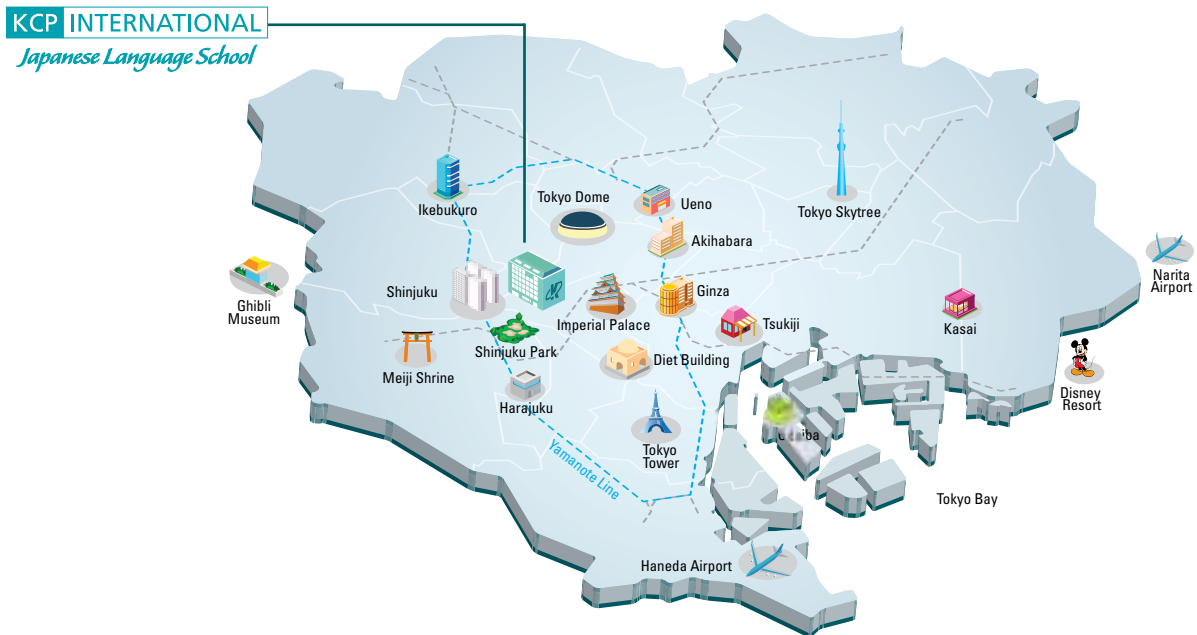 KCP INTERNATIONAL
Japanese Language School
Ikebukuro
Tokyo Dome
Ueno
Tokyo Skytree
Akihabara
Narita
Airport
Shinjuku
Ginza
Ghibli
Museum
Imperial Palace
Tsukiji
Kasai
Shinjuku Park
Diet Building
Meiji Shrine
Disney
Resort
Harajuku
Tokyo
Tower
Yamanote Line
Tokyo Bay
Haneda Airport